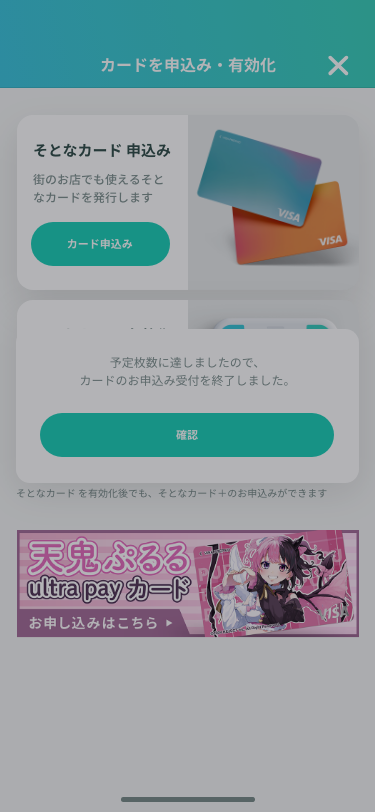 カードを申込み・有効化
そとなカード 申込み
街のお店でも使えるそと
なカードを発行します
カード申込み
VISA
VISA
予定枚数に達しましたので、
カードのお申込み受付を終了しました。
確認
そとなカード を有効化後でも、そとなカード＋のお申込みができます
天鬼ぷるる
ultra pay カード
お申し込みはこちら
VISA